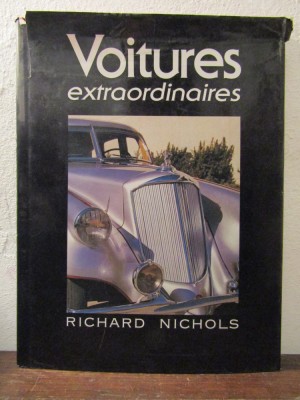 Voitures
extraordinaires
RICHARD NICHOLS